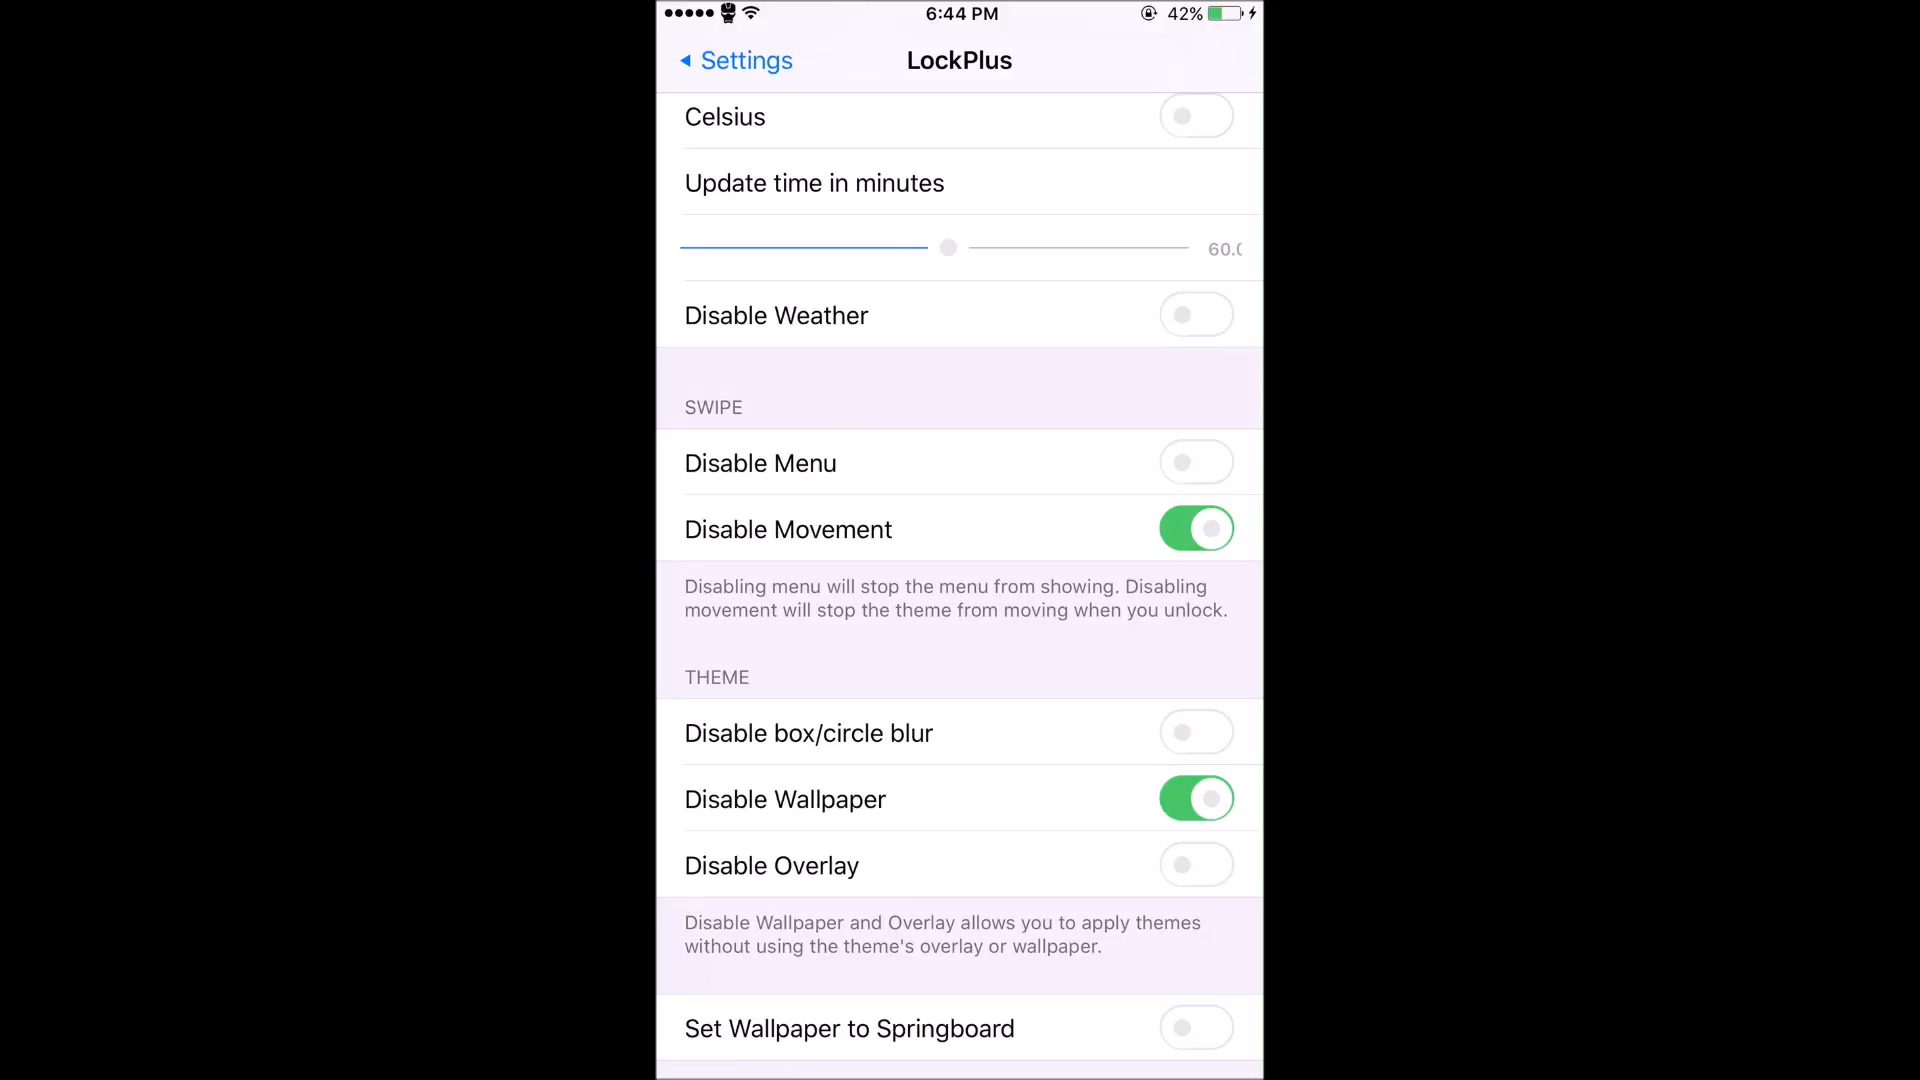 6:44 PM
42%
Settings
LockPlus
Celsius
Update time in minutes
60.0
Disable Weather
SWIPE
Disable Menu
Disable Movement
Disabling menu will stop the menu from showing. Disabling
movement will stop the theme from moving when you unlock.
THEME
Disable box/circle blur
Disable Wallpaper
Disable Overlay
Disable Wallpaper and Overlay allows you to apply themes
without using the theme's overlay or wallpaper.
Set Wallpaper to Springboard